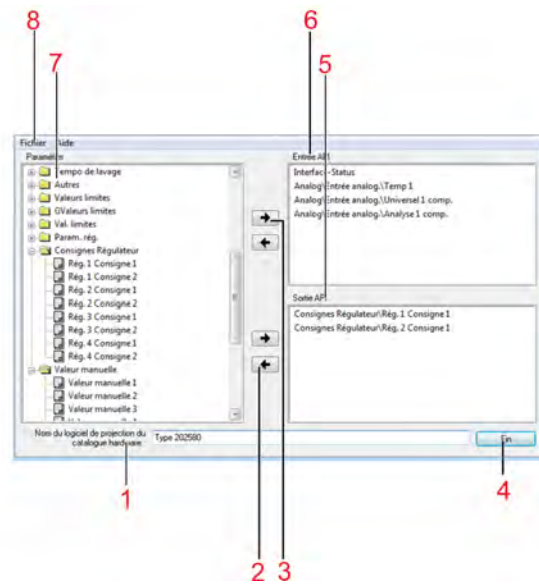 8
7
6
5
Fichier Aide
Paramètre
Tempo de lavage
Autres
Valeurs limites
GValeurs limites
Val. limites
Param. rég.
Consignes Régulateur
Rég. 1 Consigne 1
Rég. 1 Consigne 2
Rég. 2 Consigne 1
Rég. 2 Consigne 2
Rég. 3 Consigne 1
Rég. 3 Consigne 2
Rég. 4 Consigne 1
Rég. 4 Consigne 2
Valeur manuelle
Valeur manuelle 1
Valeur manuelle 2
Valeur manuelle 3
Entrée API
Interface-Status
Analog\Entrée analog.\Temp 1
Analog\Entrée analog.\Universel 1 comp.
Analog\Entrée analog.\Analyse 1 comp.
Sortie API
Consignes Régulateur\Rég. 1 Consigne 1
Consignes Régulateur\Rég. 2 Consigne 1
Nom du logiciel de projection du
catalogue hardware:
Type 202580
Fin
1
2
3
4